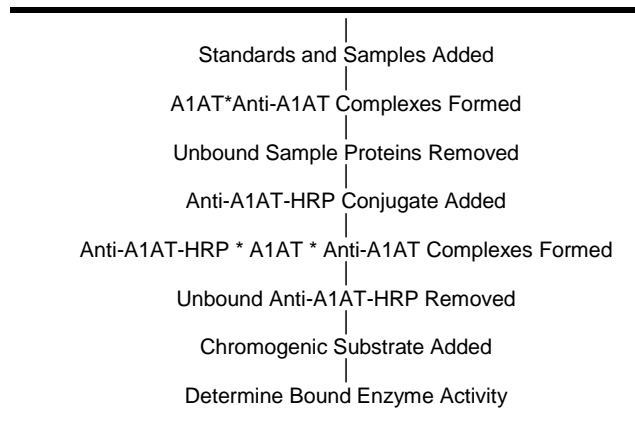 Standards and Samples Added
A1AT*Anti-A1AT Complexes Formed
Unbound Sample Proteins Removed
Anti-A1AT-HRP Conjugate Added
Anti-A1AT-HRP * A1AT * Anti-A1AT Complexes Formed
Unbound Anti-A1AT-HRP Removed
Chromogenic Substrate Added
Determine Bound Enzyme Activity